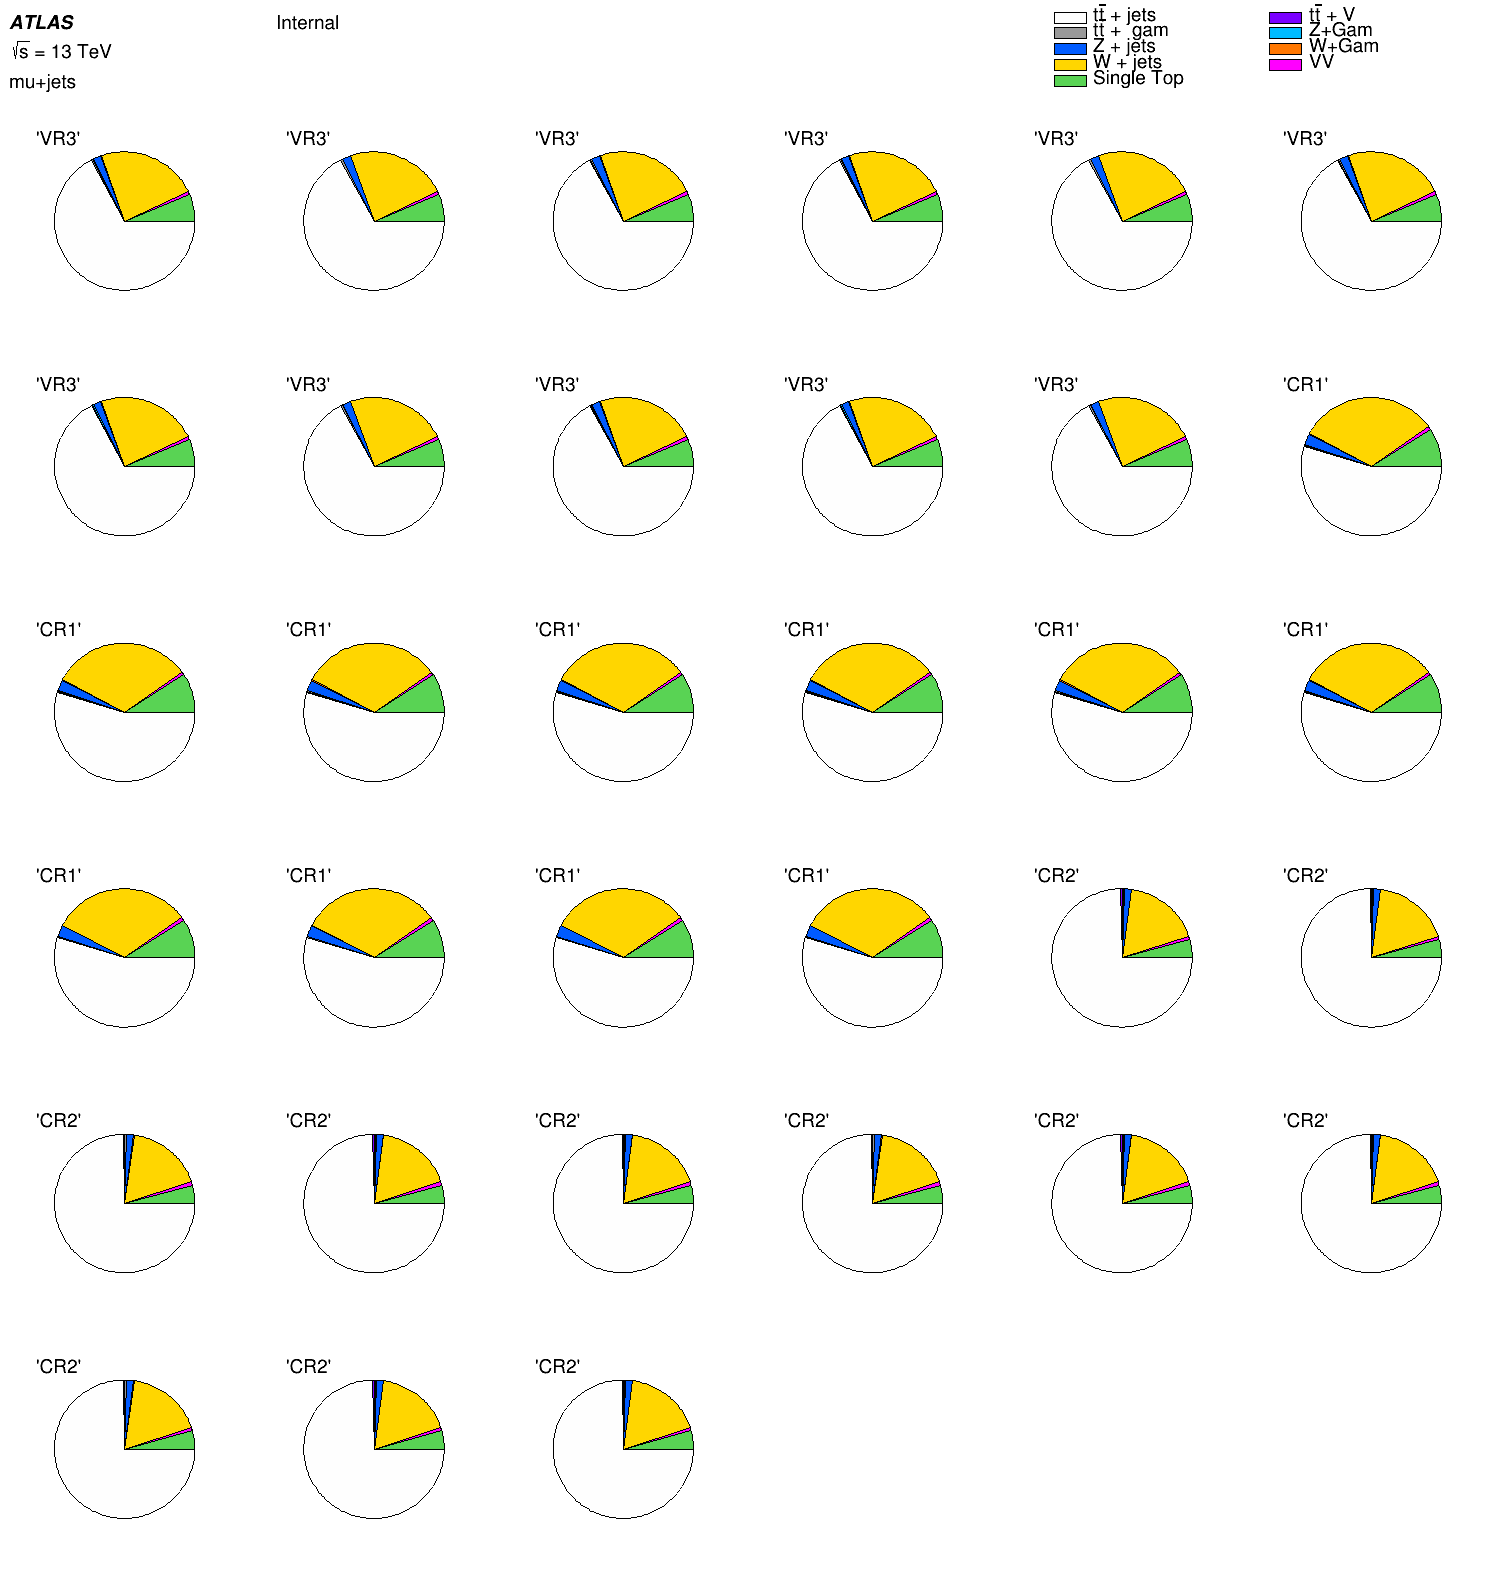 ATLAS Internal
√s = 13 TeV
mu+jets
tt̄ + jets
tt̄ + gam
Z + jets
W + jets
Single Top
tt̄ + V
Z+Gam
W+Gam
VV
'VR3' 'VR3' 'VR3' 'VR3' 'VR3' 'VR3'
'VR3' 'VR3' 'VR3' 'VR3' 'VR3' 'CR1'
'CR1' 'CR1' 'CR1' 'CR1' 'CR1' 'CR1'
'CR1' 'CR1' 'CR1' 'CR1' 'CR2' 'CR2'
'CR2' 'CR2' 'CR2' 'CR2' 'CR2' 'CR2'
'CR2' 'CR2' 'CR2'